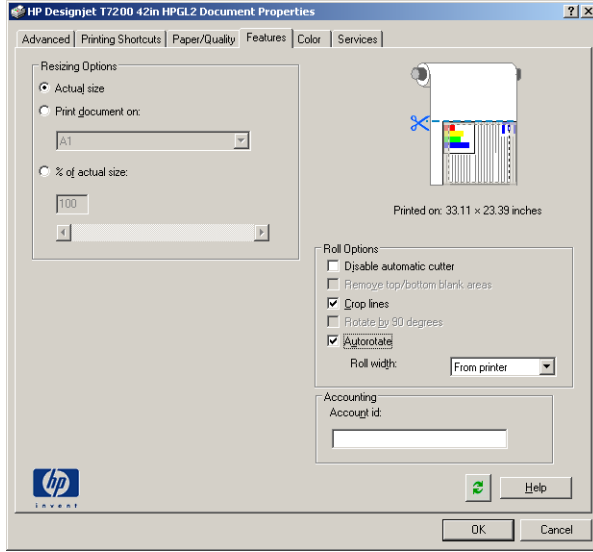 HP Designjet T7200 42in HPGL2 Document Properties
Advanced Printing Shortcuts Paper/Quality Features Color Services
Resizing Options
Actual size
Print document on:
A1
% of actual size:
100
Printed on: 33.11 × 23.39 inches
Roll Options
Disable automatic cutter
Remove top/bottom blank areas
Crop lines
Rotate by 90 degrees
Autorotate
Roll width: From printer
Accounting
Account id:
hp
invent
Help
OK Cancel